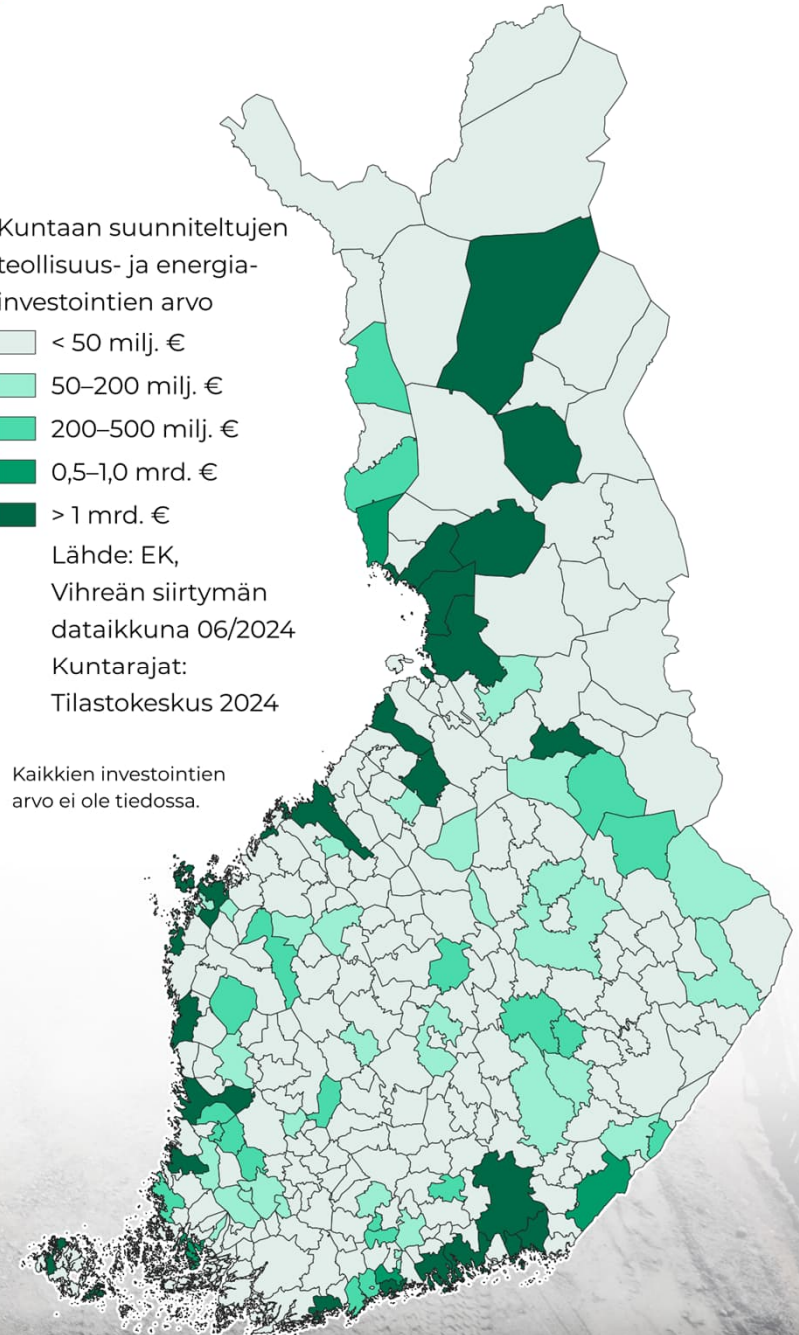 Kuntaan suunniteltujen
teollisuus- ja energia-
investointien arvo
< 50 milj. €
50–200 milj. €
200–500 milj. €
0,5–1,0 mrd. €
> 1 mrd. €
Lähde: EK,
Vihreän siirtymän
dataikkuna 06/2024
Kuntarajat:
Tilastokeskus 2024
Kaikkien investointien
arvo ei ole tiedossa.